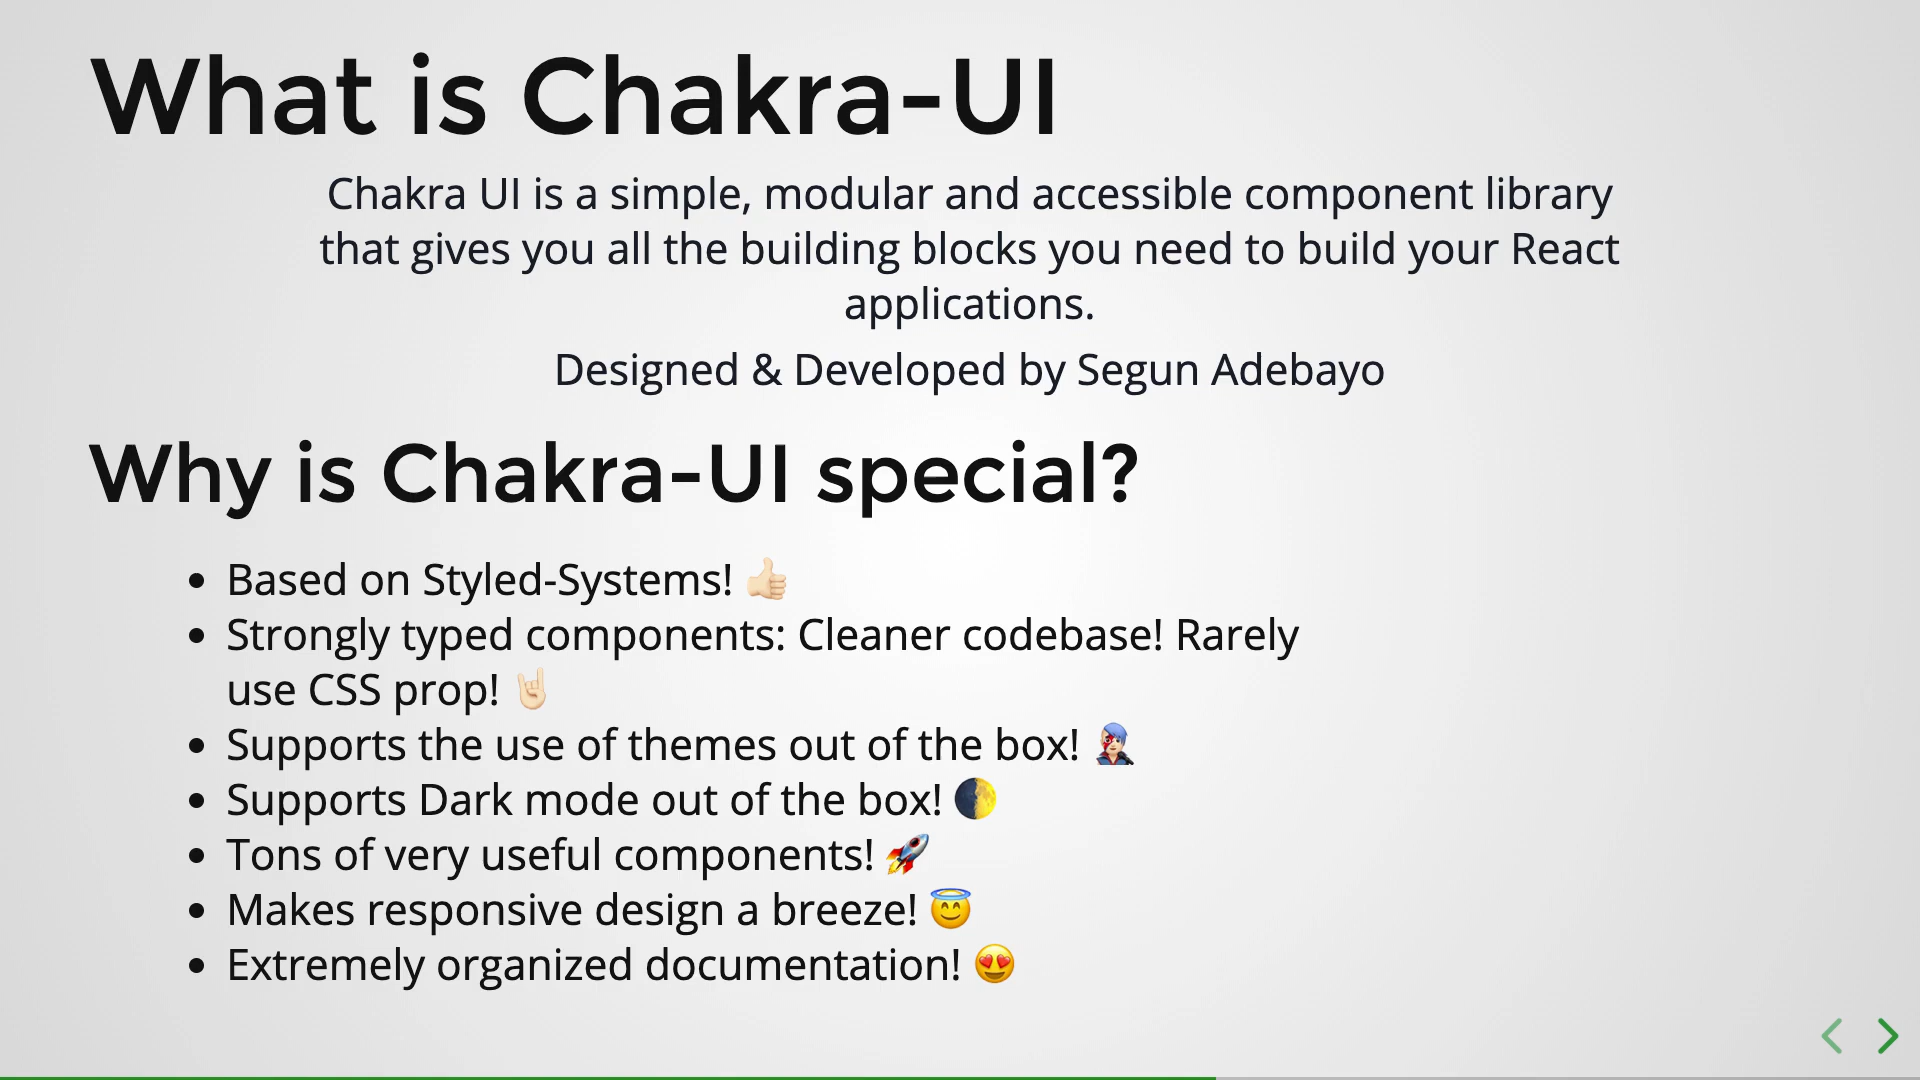 What is Chakra-UI
Chakra UI is a simple, modular and accessible component library
that gives you all the building blocks you need to build your React
applications.
Designed & Developed by Segun Adebayo
Why is Chakra-UI special?
• Based on Styled-Systems! 👍🏻
• Strongly typed components: Cleaner codebase! Rarely
use CSS prop! 🤘🏻
• Supports the use of themes out of the box! 👨🏻‍🎤
• Supports Dark mode out of the box! 🌓
• Tons of very useful components! 🚀
• Makes responsive design a breeze! 😇
• Extremely organized documentation! 😍